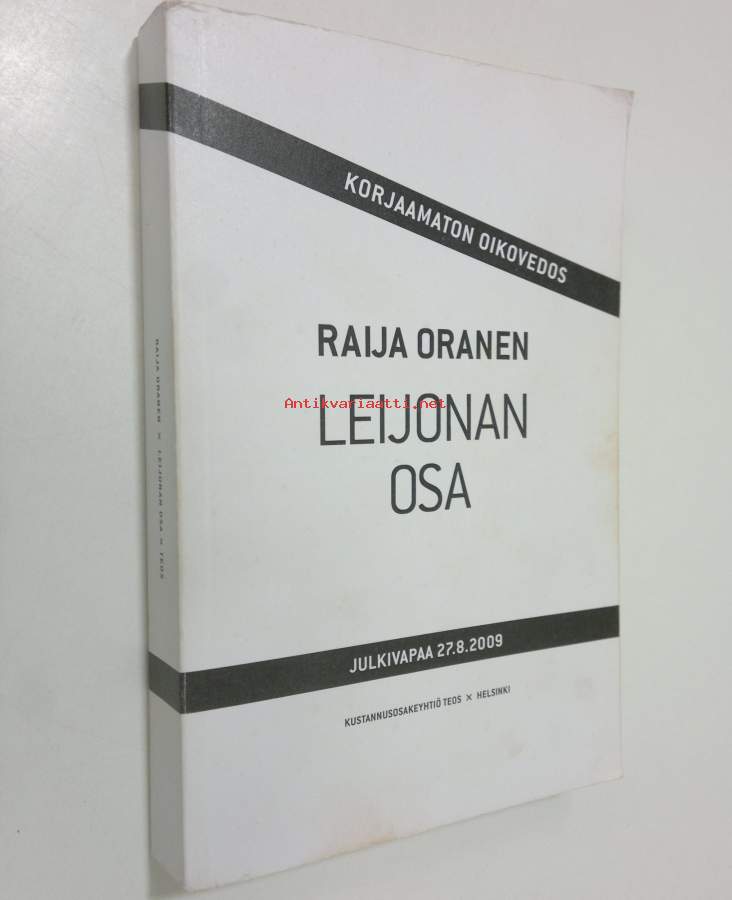 KORJAAMATON OIKOVEDOS
RAIJA ORANEN
Antikvariaatti.net
LEIJONAN
OSA
JULKIVAPAA 27.8.2009
KUSTANNUSOSAKEYHTIÖ TEOS × HELSINKI
RAIJA ORANEN × LEIJONAN OSA × TEOS